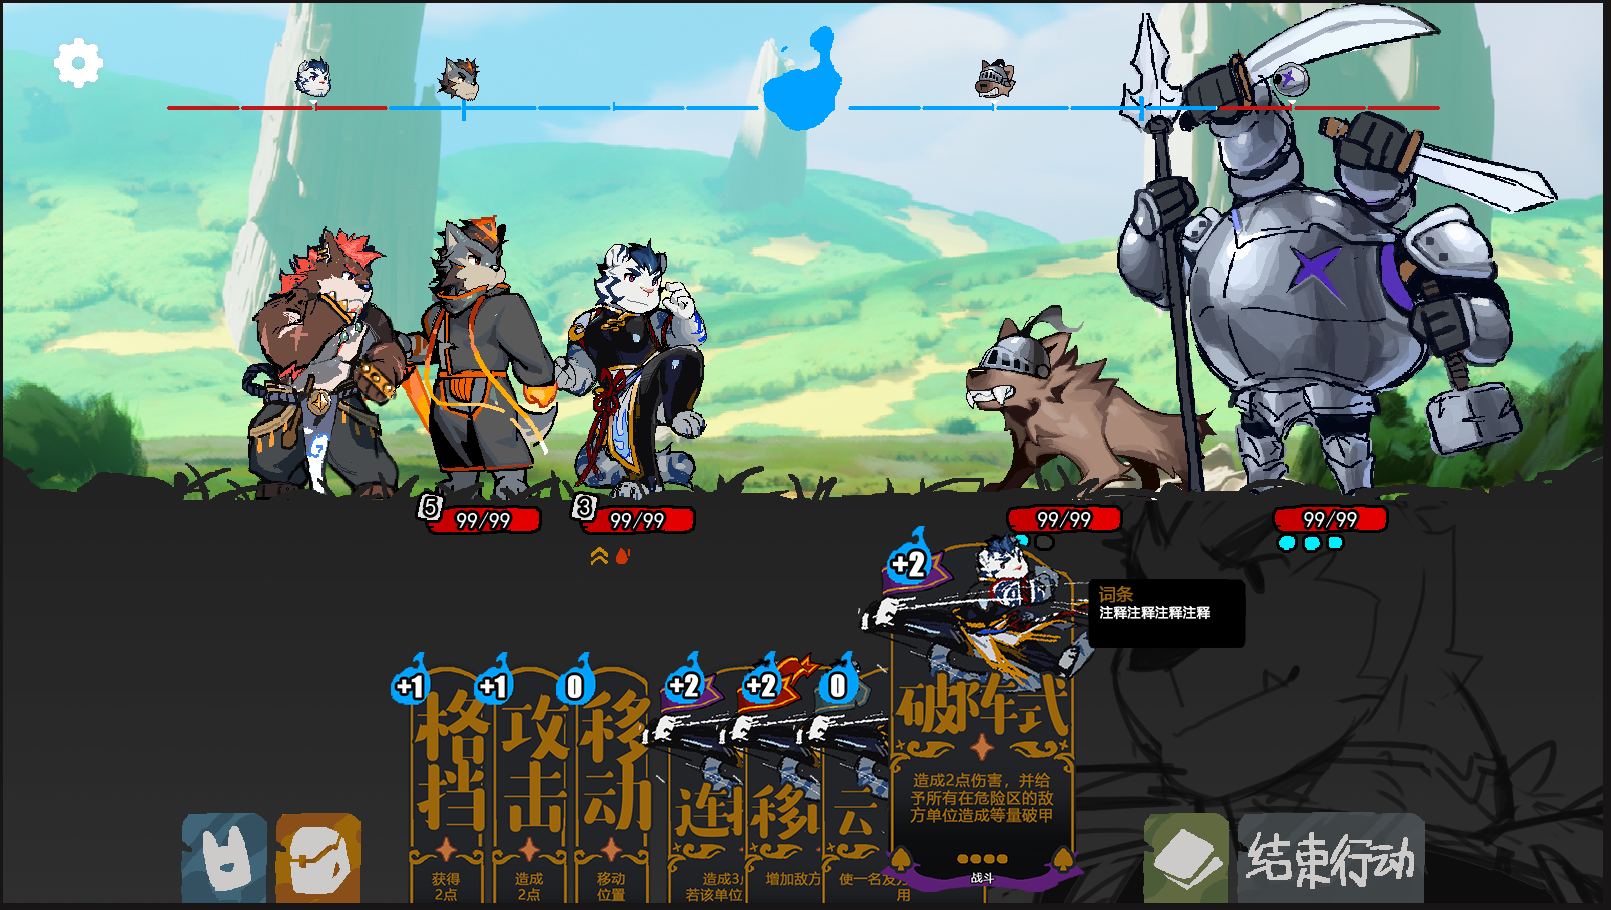 5
99/99
3
99/99
99/99
99/99
+2
词条
注释注释注释注释
+1
+1
0
+2
+2
0
格挡
攻击
移动
连
移
云
破阵式
造成2点伤害，并给
予所有在危险区的敌
方单位造成等量破甲
战斗
获得
2点
造成
2点
移动
位置
造成3
若该单位
增加敌方
使一名友方
用
结束行动